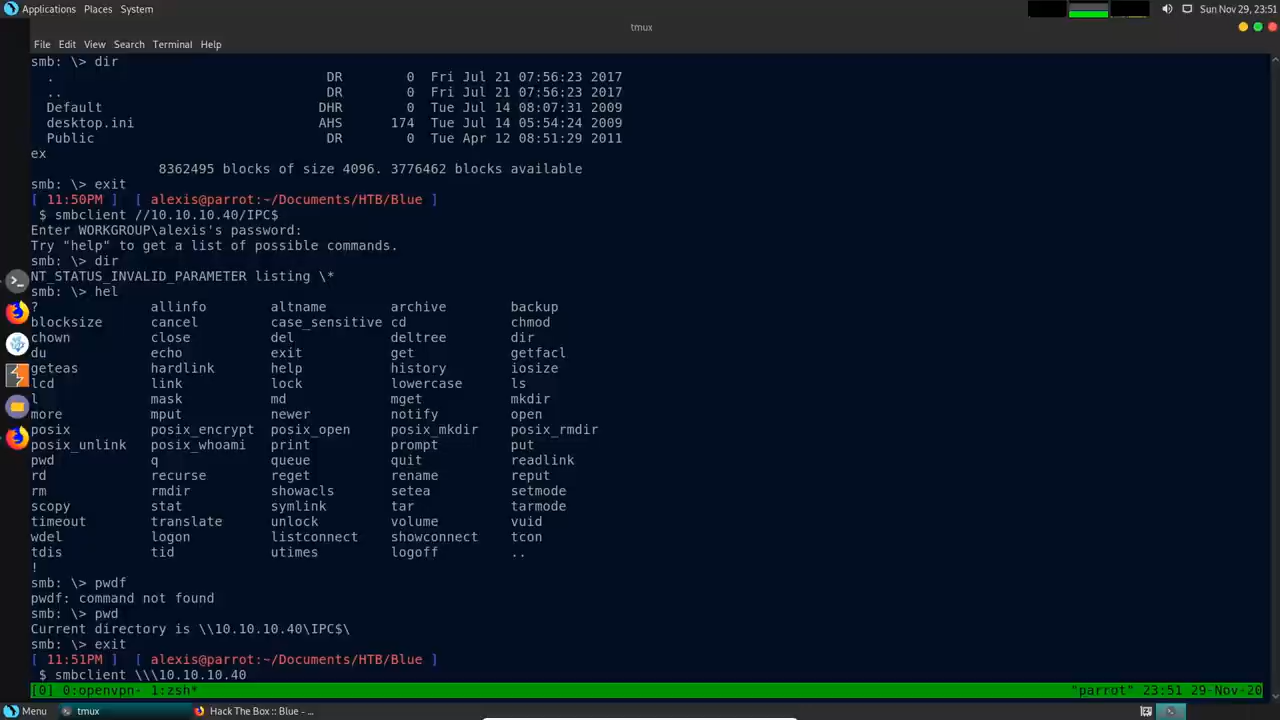 Applications Places System Sun Nov 29, 23:51
tmux
File Edit View Search Terminal Help
smb: \> dir
. DR 0 Fri Jul 21 07:56:23 2017
.. DR 0 Fri Jul 21 07:56:23 2017
Default DHR 0 Tue Jul 14 08:07:31 2009
desktop.ini AHS 174 Tue Jul 14 05:54:24 2009
Public DR 0 Tue Apr 12 08:51:29 2011
ex
8362495 blocks of size 4096. 3776462 blocks available
smb: \> exit
[ 11:50PM ] [ alexis@parrot:~/Documents/HTB/Blue ]
$ smbclient //10.10.10.40/IPC$
Enter WORKGROUP\alexis's password:
Try "help" to get a list of possible commands.
smb: \> dir
NT_STATUS_INVALID_PARAMETER listing \*
smb: \> hel
? allinfo altname archive backup
blocksize cancel case_sensitive cd chmod
chown close del deltree dir
du echo exit get getfacl
geteas hardlink help history iosize
lcd link lock lowercase ls
l mask md mget mkdir
more mput newer notify open
posix posix_encrypt posix_open posix_mkdir posix_rmdir
posix_unlink posix_whoami print prompt put
pwd q queue quit readlink
rd recurse reget rename reput
rm rmdir showacls setea setmode
scopy stat symlink tar tarmode
timeout translate unlock volume vuid
wdel logon listconnect showconnect tcon
tdis tid utimes logoff ..
!
smb: \> pwdf
pwdf: command not found
smb: \> pwd
Current directory is \\10.10.10.40\IPC$\
smb: \> exit
[ 11:51PM ] [ alexis@parrot:~/Documents/HTB/Blue ]
$ smbclient \\\10.10.10.40
[0] 0:openvpn- 1:zsh* "parrot" 23:51 29-Nov-20
Menu tmux Hack The Box :: Blue - ...